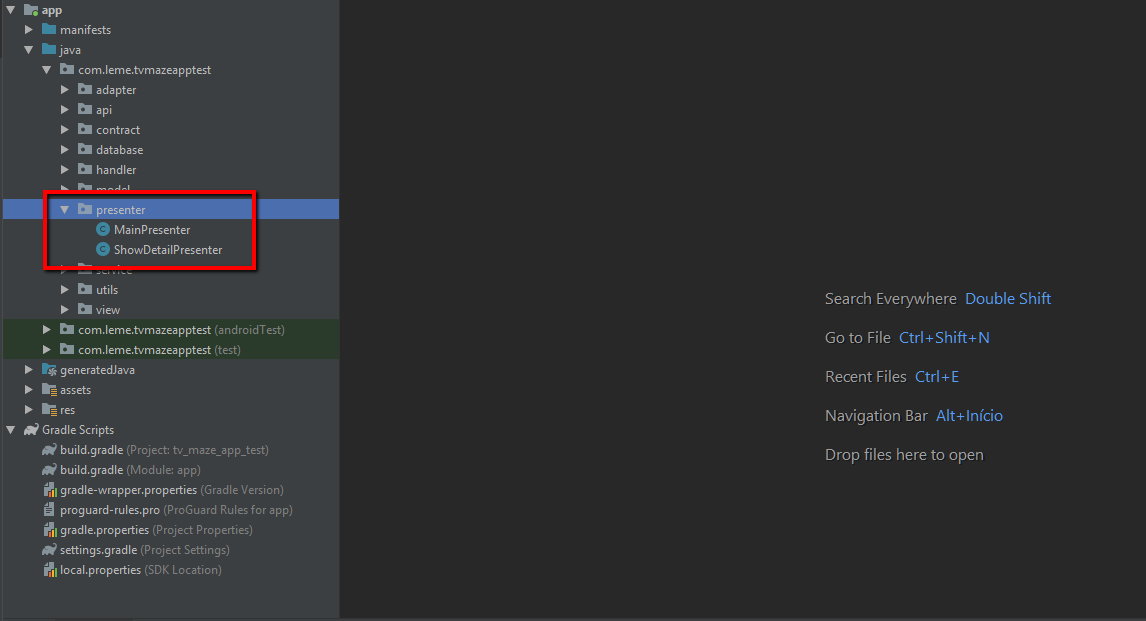 app
manifests
java
com.leme.tvmazeapptest
adapter
api
contract
database
handler
model
presenter
MainPresenter
ShowDetailPresenter
service
utils
view
com.leme.tvmazeapptest (androidTest)
com.leme.tvmazeapptest (test)
generatedJava
assets
res
Gradle Scripts
build.gradle (Project: tv_maze_app_test)
build.gradle (Module: app)
gradle-wrapper.properties (Gradle Version)
proguard-rules.pro (ProGuard Rules for app)
gradle.properties (Project Properties)
settings.gradle (Project Settings)
local.properties (SDK Location)
Search Everywhere Double Shift
Go to File Ctrl+Shift+N
Recent Files Ctrl+E
Navigation Bar Alt+Início
Drop files here to open